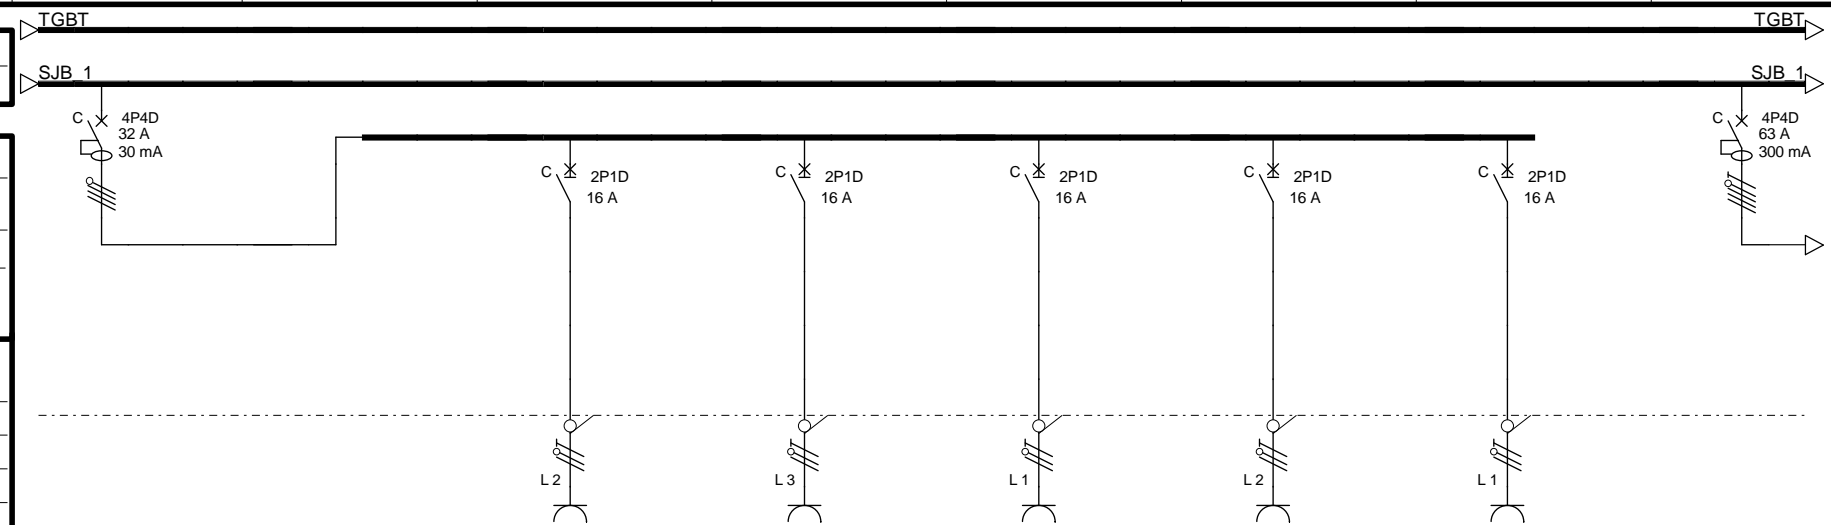 TGBT TGBT
SJB_1 SJB_1
C 4P4D
32 A
30 mA
C 2P1D
16 A
C 2P1D
16 A
C 2P1D
16 A
C 2P1D
16 A
C 2P1D
16 A
C 4P4D
63 A
300 mA
L 2 L 3 L 1 L 2 L 1